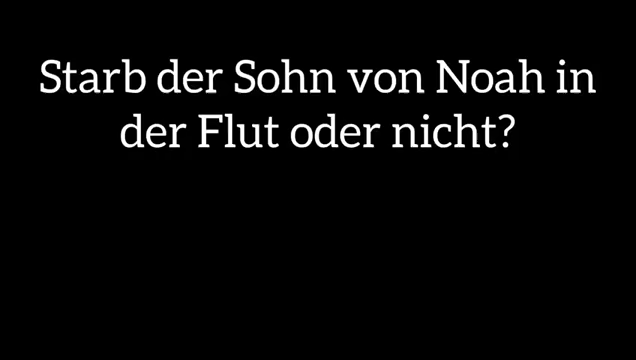 Starb der Sohn von Noah in
der Flut oder nicht?